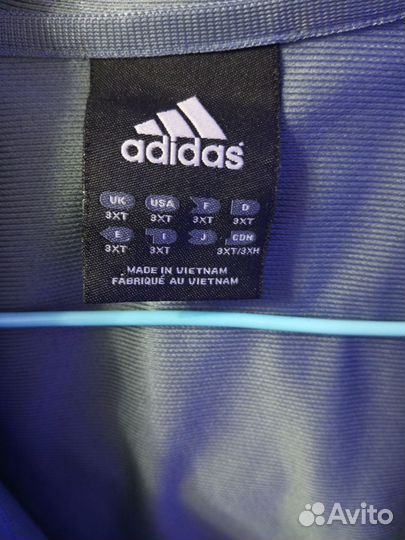 adidas
UK USA F D
3XT 3XT 3XT 3XT
E I J CDN
3XT 3XT 3XT/3XH
MADE IN VIETNAM
FABRIQUÉ AU VIETNAM
Avito